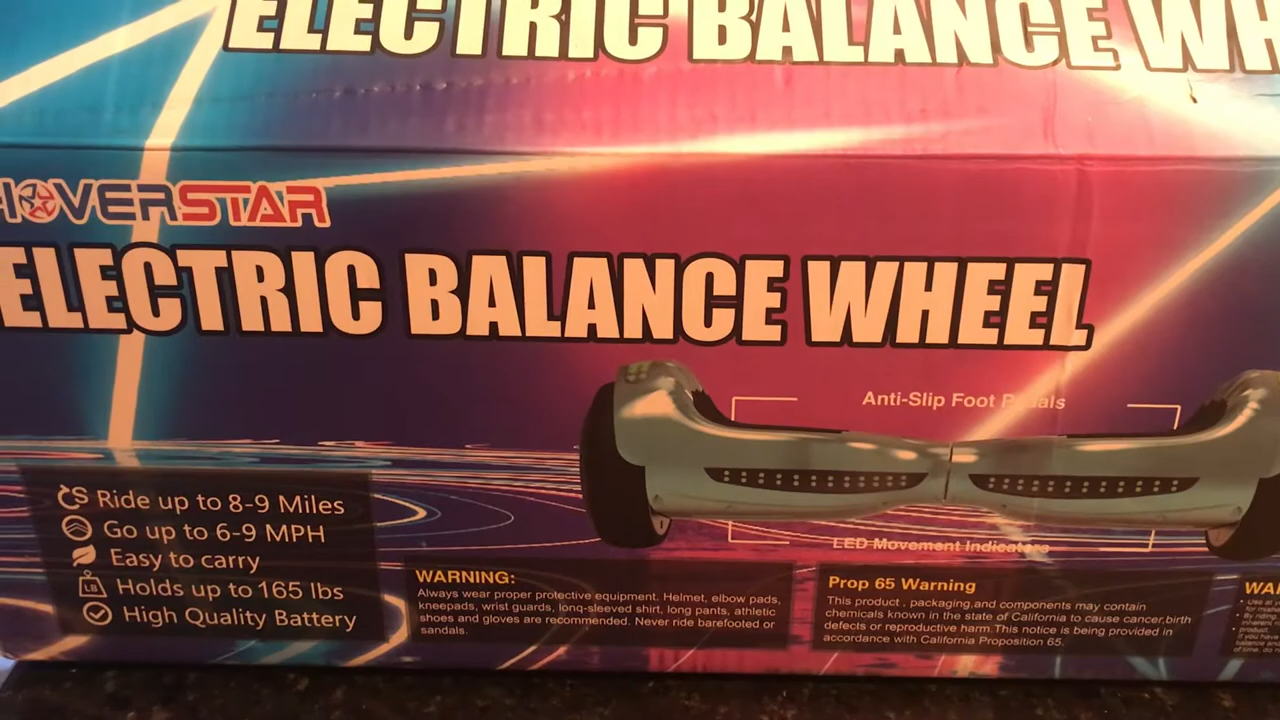 ELECTRIC BALANCE WH
HOVERSTAR
ELECTRIC BALANCE WHEEL
Anti-Slip Foot Pedals
LED Movement Indicators
Ride up to 8-9 Miles
Go up to 6-9 MPH
Easy to carry
LB Holds up to 165 lbs
High Quality Battery
WARNING:
Always wear proper protective equipment. Helmet, elbow pads,
kneepads, wrist guards, long-sleeved shirt, long pants, athletic
shoes and gloves are recommended. Never ride barefooted or
sandals.
Prop 65 Warning
This product , packaging,and components may contain
chemicals known in the state of California to cause cancer,birth
defects or reproductive harm.This notice is being provided in
accordance with California Proposition 65.
WAR